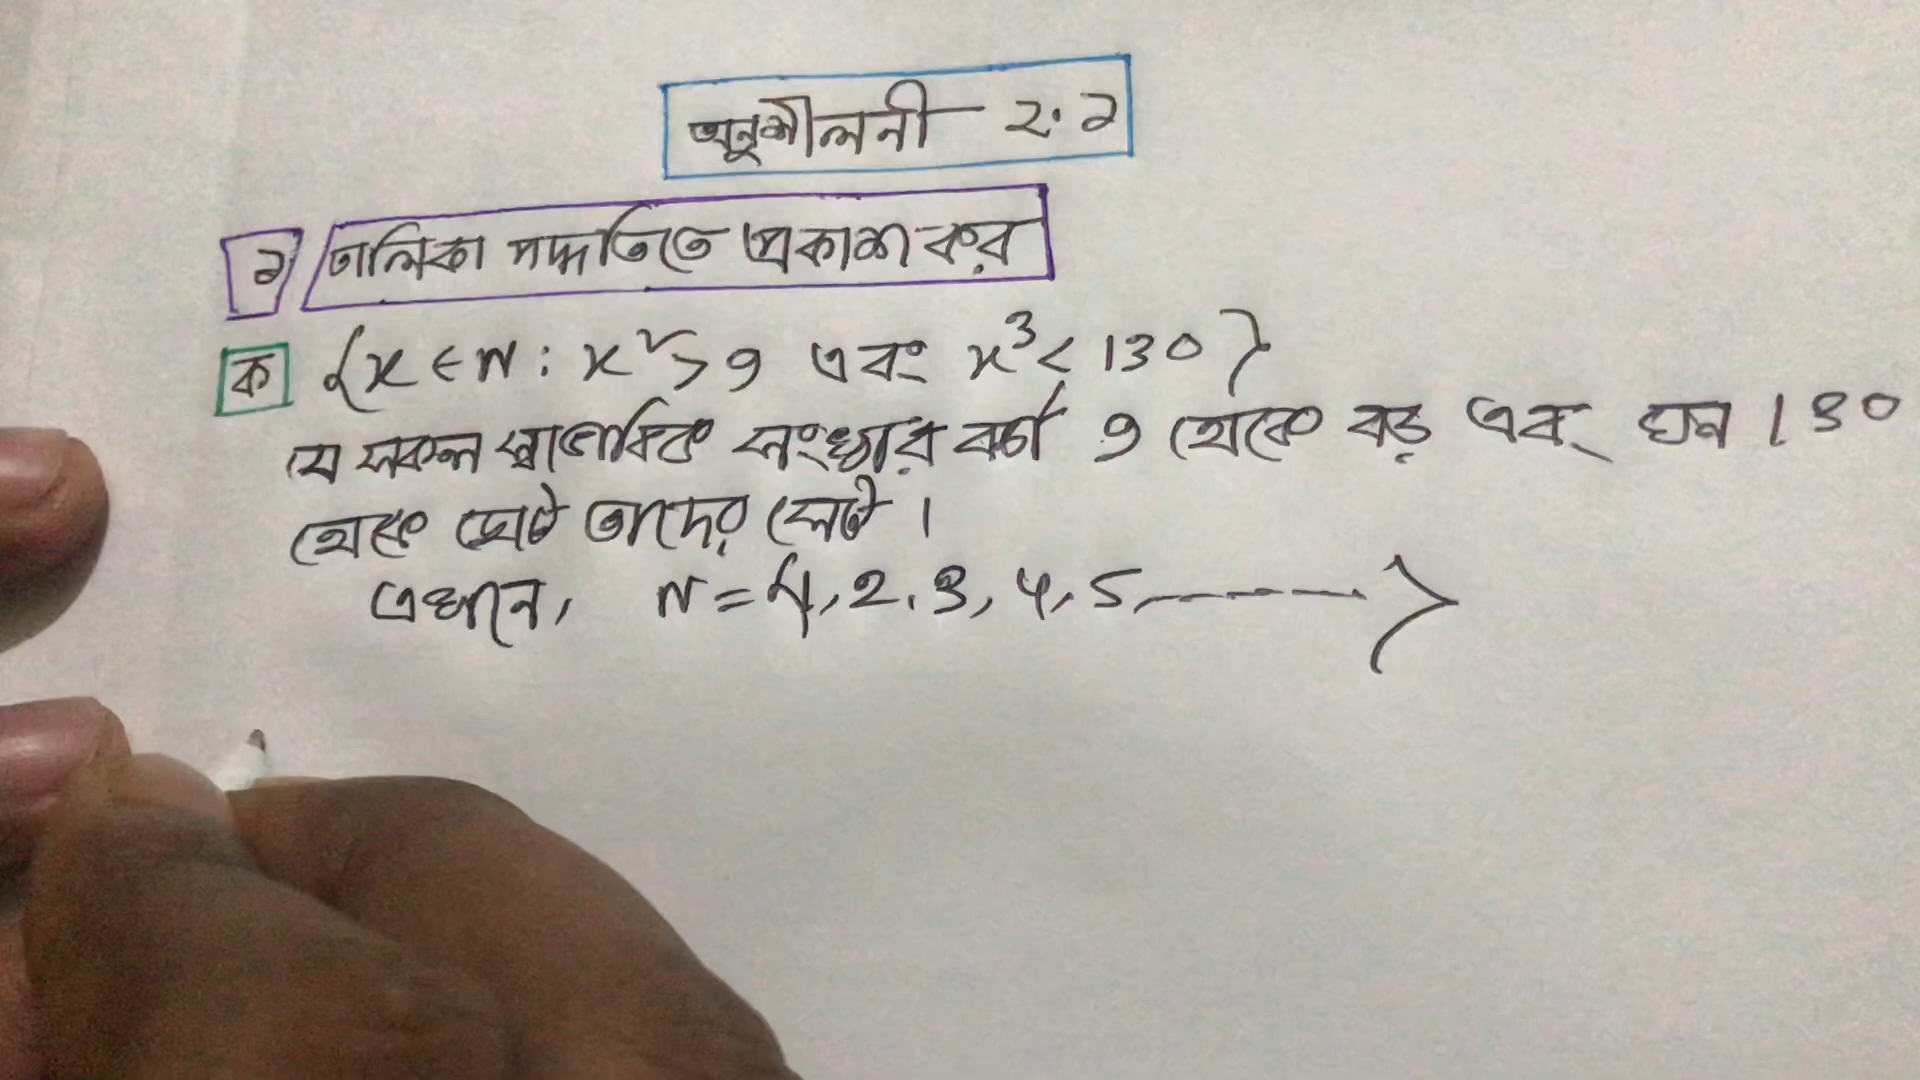 অনুশীলনী - ২.১
১ তালিকা পদ্ধতিতে প্রকাশ কর
ক {x ∈ N : x² > 9 এবং x³ < 130}
যে সকল স্বাভাবিক সংখ্যার বর্গ 9 থেকে বড় এবং ঘন 130
থেকে ছোট তাদের সেট।
এখানে, N = {1, 2, 3, 4, 5, ------}